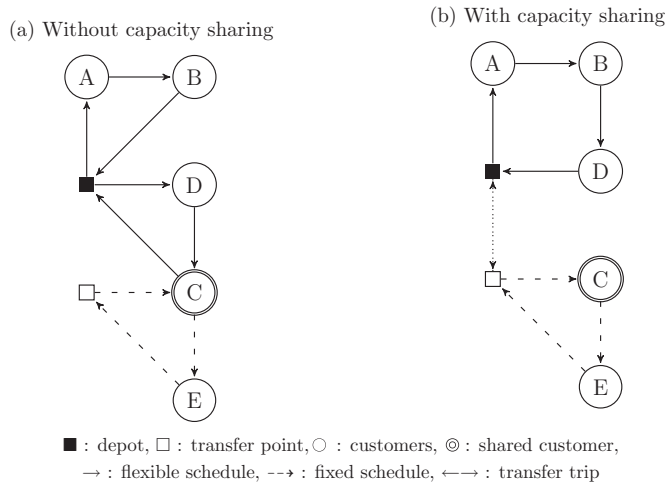 (a) Without capacity sharing
A
B
D
C
E
(b) With capacity sharing
A
B
D
C
E
■ : depot, □ : transfer point, ○ : customers, ◎ : shared customer,
→ : flexible schedule, --➔ : fixed schedule, ←→ : transfer trip